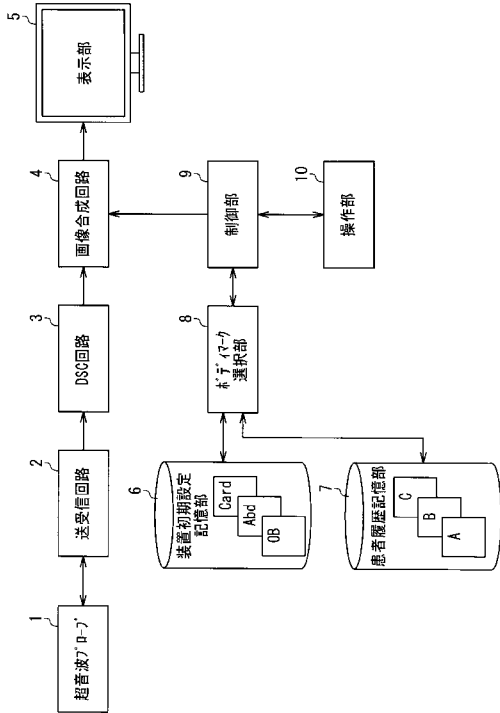 1
超音波ﾌﾟﾛｰﾌﾞ
2
送受信回路
3
DSC回路
4
画像合成回路
5
表示部
6
装置初期設定
記憶部
Card
Abd
OB
7
患者履歴記憶部
C
B
A
8
ﾎﾞﾃﾞｨﾏｰｸ
選択部
9
制御部
10
操作部